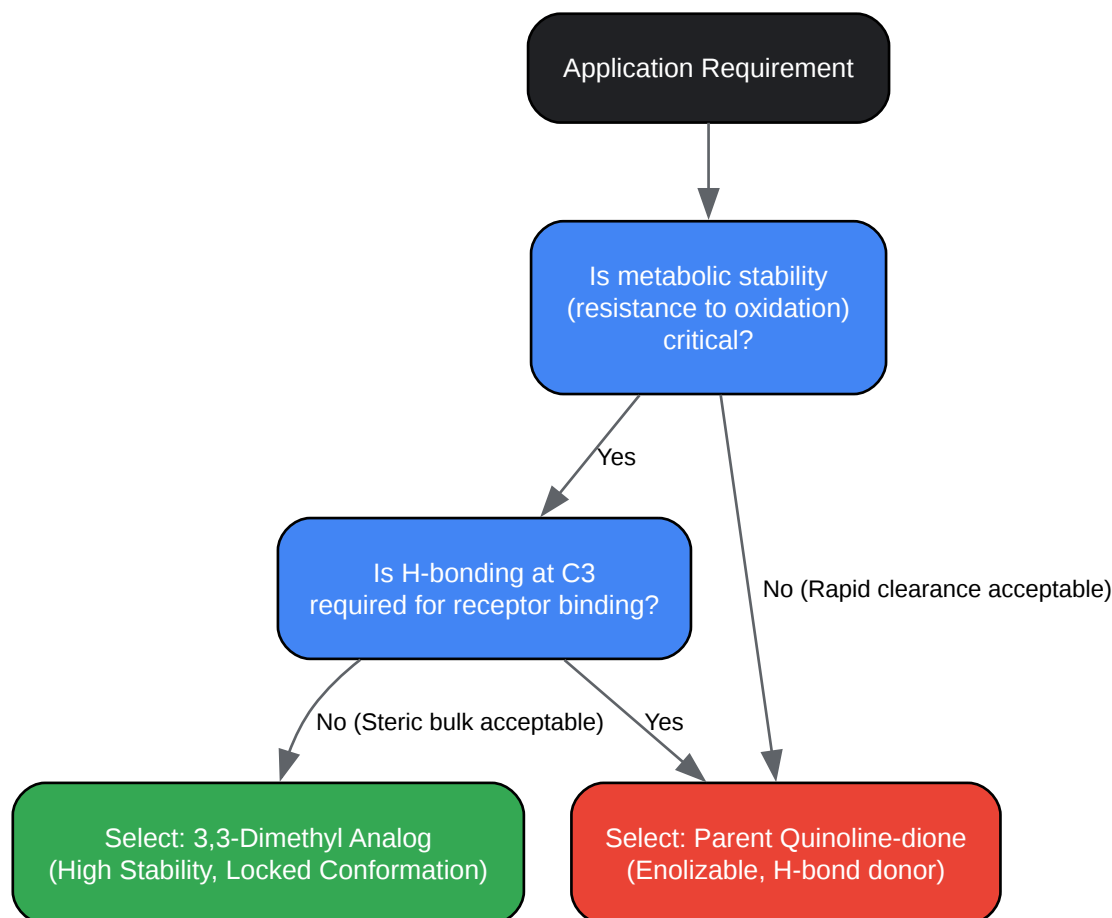 Application Requirement
Is metabolic stability
(resistance to oxidation)
critical?
Yes
Is H-bonding at C3
required for receptor binding?
No (Rapid clearance acceptable)
No (Steric bulk acceptable)
Yes
Select: 3,3-Dimethyl Analog
(High Stability, Locked Conformation)
Select: Parent Quinoline-dione
(Enolizable, H-bond donor)